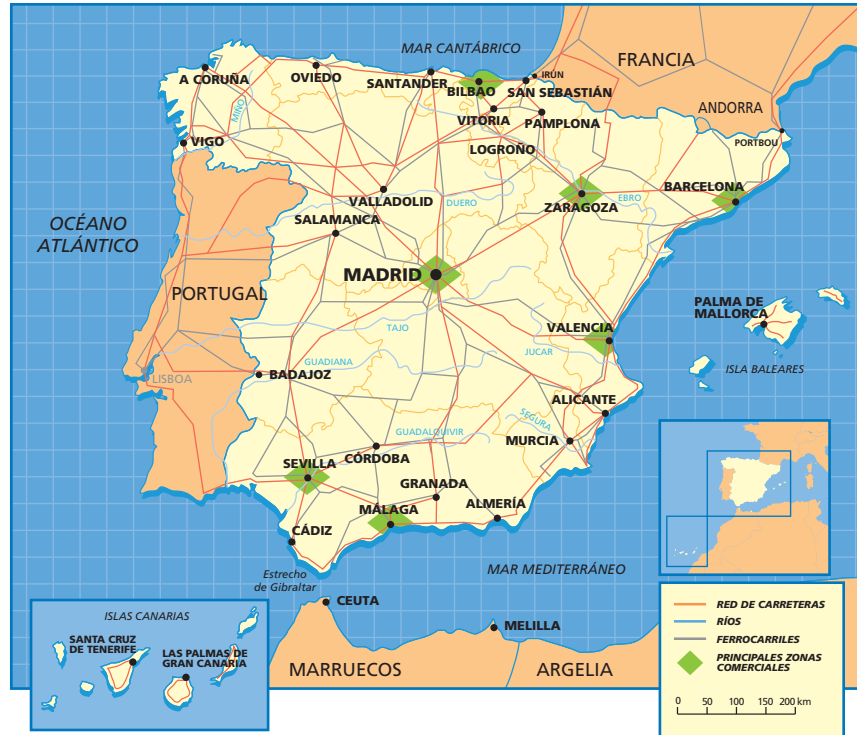 MAR CANTÁBRICO
FRANCIA
A CORUÑA
OVIEDO
SANTANDER
BILBAO
IRÚN
SAN SEBASTIÁN
ANDORRA
MIÑO
VITORIA
PAMPLONA
PORTBOU
VIGO
LOGROÑO
BARCELONA
VALLADOLID
DUERO
ZARAGOZA
EBRO
OCÉANO
ATLÁNTICO
SALAMANCA
MADRID
PORTUGAL
PALMA DE
MALLORCA
TAJO
VALENCIA
JUCAR
ISLA BALEARES
LISBOA
GUADIANA
BADAJOZ
ALICANTE
SEGURA
GUADALQUIVIR
MURCIA
CÓRDOBA
SEVILLA
GRANADA
ALMERÍA
MÁLAGA
CÁDIZ
MAR MEDITERRÁNEO
Estrecho
de Gibraltar
CEUTA
MELILLA
MARRUECOS
ARGELIA
ISLAS CANARIAS
SANTA CRUZ
DE TENERIFE
LAS PALMAS DE
GRAN CANARIA
RED DE CARRETERAS
RÍOS
FERROCARRILES
PRINCIPALES ZONAS
COMERCIALES
0 50 100 150 200 km